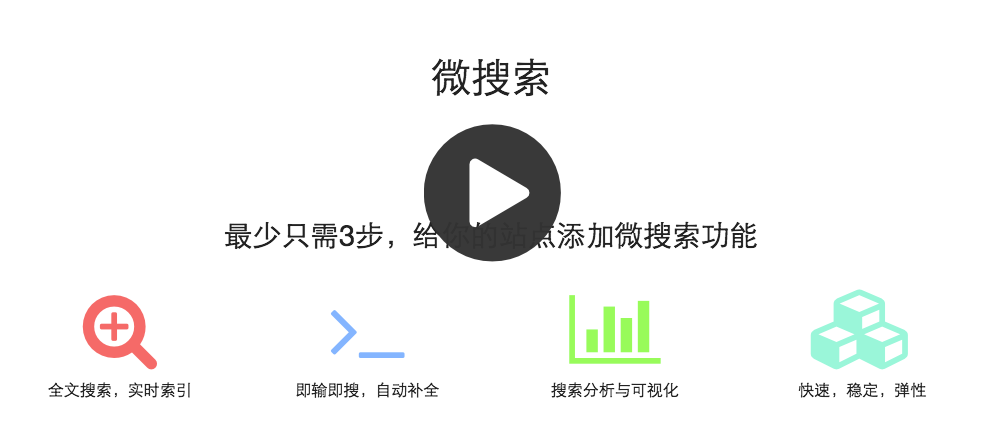 微搜索
最少只需3步，给你的站点添加微搜索功能
全文搜索，实时索引
即输即搜，自动补全
搜索分析与可视化
快速，稳定，弹性